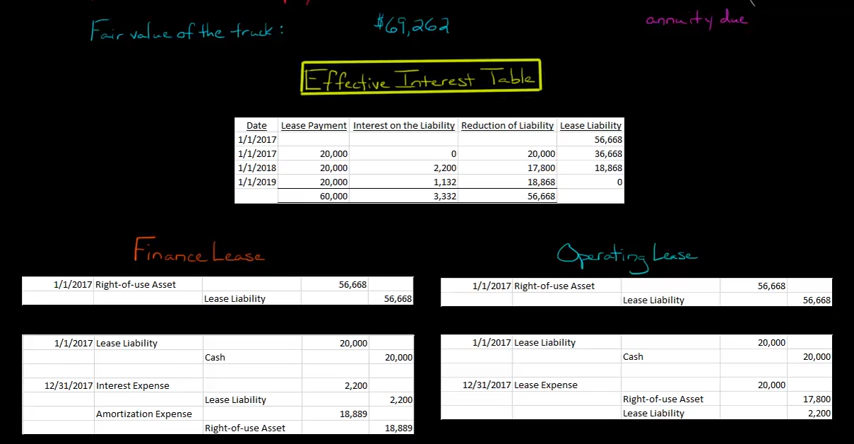 Fair value of the truck: $69,262
annuity due
Effective Interest Table
Date Lease Payment Interest on the Liability Reduction of Liability Lease Liability
1/1/2017 56,668
1/1/2017 20,000 0 20,000 36,668
1/1/2018 20,000 2,200 17,800 18,868
1/1/2019 20,000 1,132 18,868 0
60,000 3,332 56,668
Finance Lease
1/1/2017 Right-of-use Asset 56,668
Lease Liability 56,668
1/1/2017 Lease Liability 20,000
Cash 20,000
12/31/2017 Interest Expense 2,200
Lease Liability 2,200
Amortization Expense 18,889
Right-of-use Asset 18,889
Operating Lease
1/1/2017 Right-of-use Asset 56,668
Lease Liability 56,668
1/1/2017 Lease Liability 20,000
Cash 20,000
12/31/2017 Lease Expense 20,000
Right-of-use Asset 17,800
Lease Liability 2,200